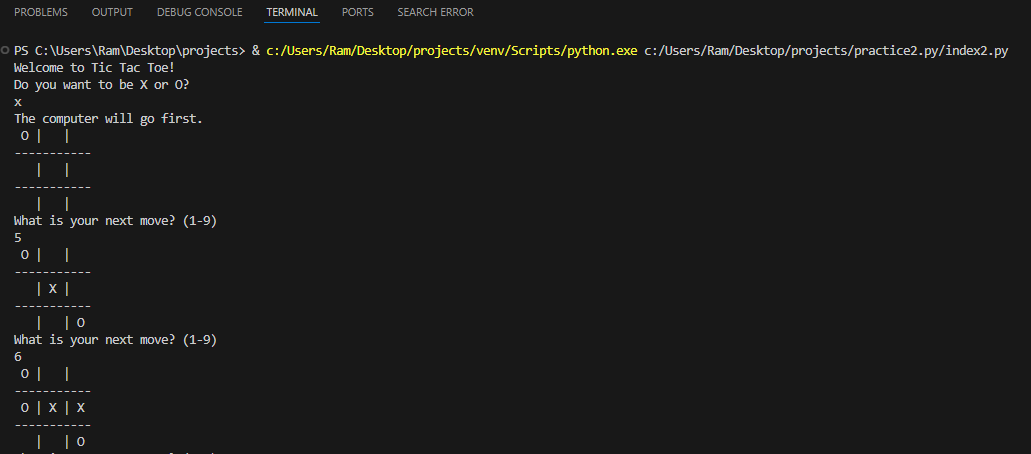 PROBLEMS OUTPUT DEBUG CONSOLE TERMINAL PORTS SEARCH ERROR
PS C:\Users\Ram\Desktop\projects> & c:/Users/Ram/Desktop/projects/venv/Scripts/python.exe c:/Users/Ram/Desktop/projects/practice2.py/index2.py
Welcome to Tic Tac Toe!
Do you want to be X or O?
x
The computer will go first.
 O |   |
-----------
   |   |
-----------
   |   |
What is your next move? (1-9)
5
 O |   |
-----------
   | X |
-----------
   |   | O
What is your next move? (1-9)
6
 O |   |
-----------
 O | X | X
-----------
   |   | O